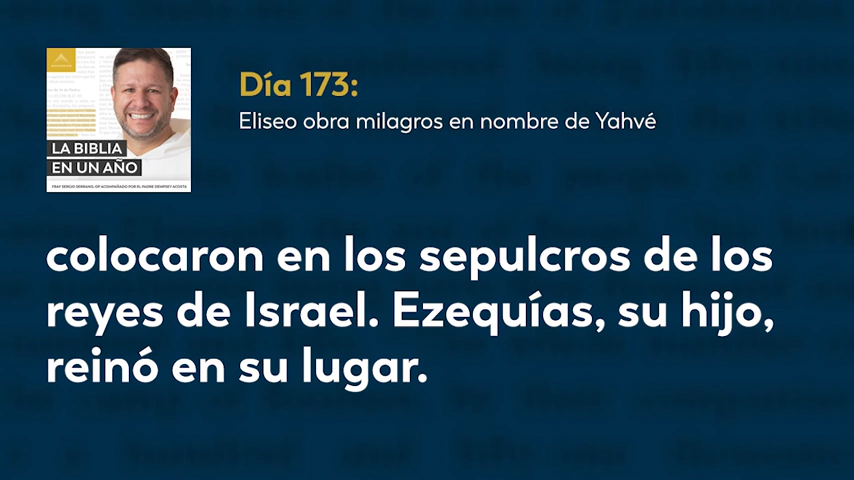 Día 173:
Eliseo obra milagros en nombre de Yahvé
LA BIBLIA
EN UN AÑO
colocaron en los sepulcros de los
reyes de Israel. Ezequías, su hijo,
reinó en su lugar.